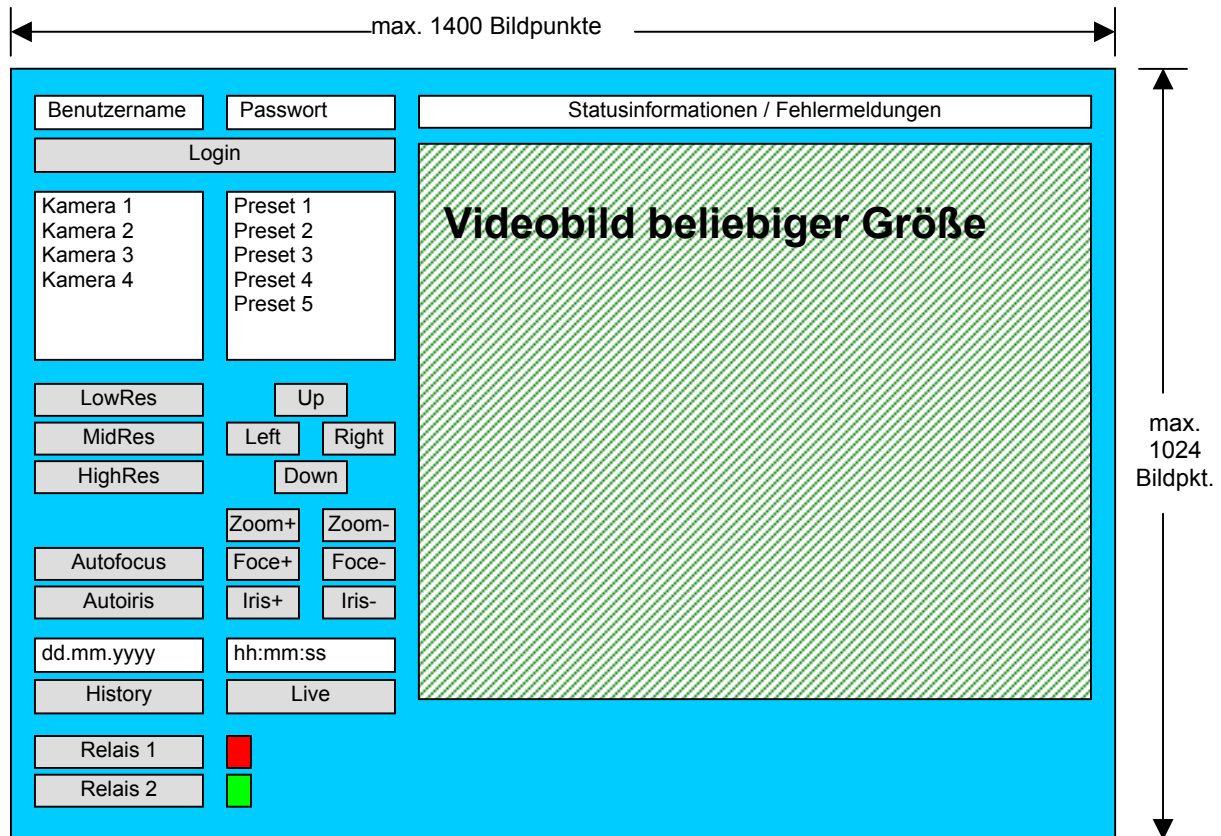 max. 1400 Bildpunkte
Benutzername
Passwort
Statusinformationen / Fehlermeldungen
Login
Kamera 1
Kamera 2
Kamera 3
Kamera 4
Preset 1
Preset 2
Preset 3
Preset 4
Preset 5
Videobild beliebiger Größe
LowRes
Up
MidRes
Left
Right
HighRes
Down
Zoom+
Zoom-
Autofocus
Foce+
Foce-
Autoiris
Iris+
Iris-
dd.mm.yyyy
hh:mm:ss
History
Live
Relais 1
Relais 2
max.
1024
Bildpkt.